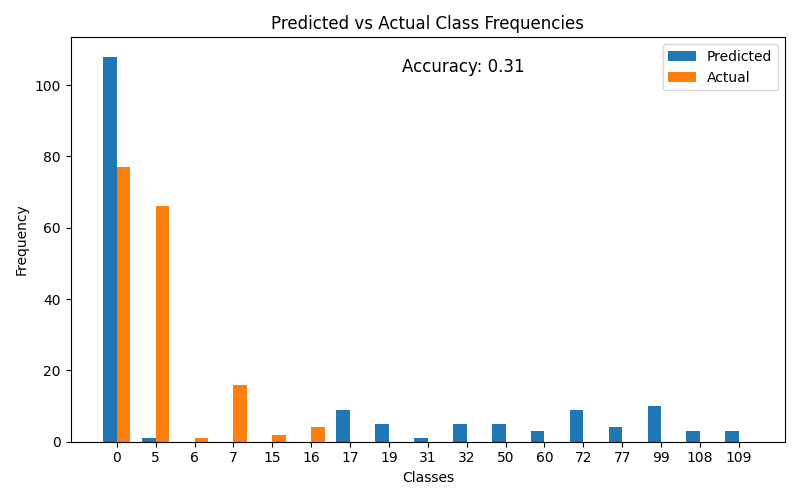 Predicted vs Actual Class Frequencies
Accuracy: 0.31
Predicted
Actual
Frequency
100
80
60
40
20
0
0 5 6 7 15 16 17 19 31 32 50 60 72 77 99 108 109
Classes